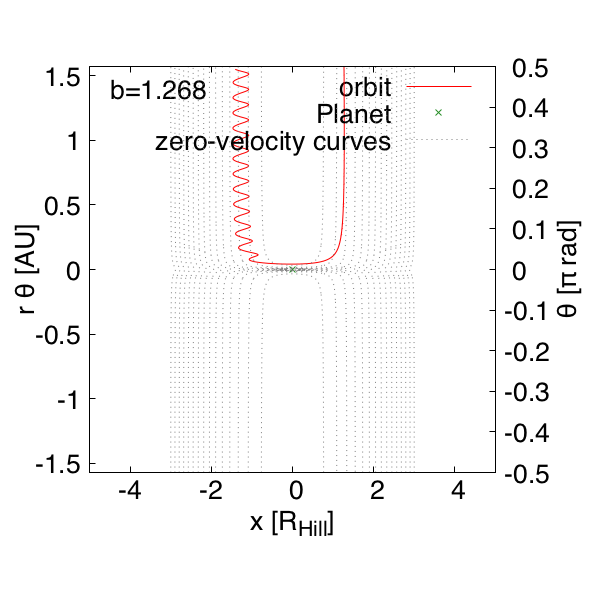 b=1.268
orbit
Planet
zero-velocity curves
1.5
1
0.5
0
-0.5
-1
-1.5
r θ [AU]
0.5
0.4
0.3
0.2
0.1
0
-0.1
-0.2
-0.3
-0.4
-0.5
θ [π rad]
-4 -2 0 2 4
x [R_Hill]